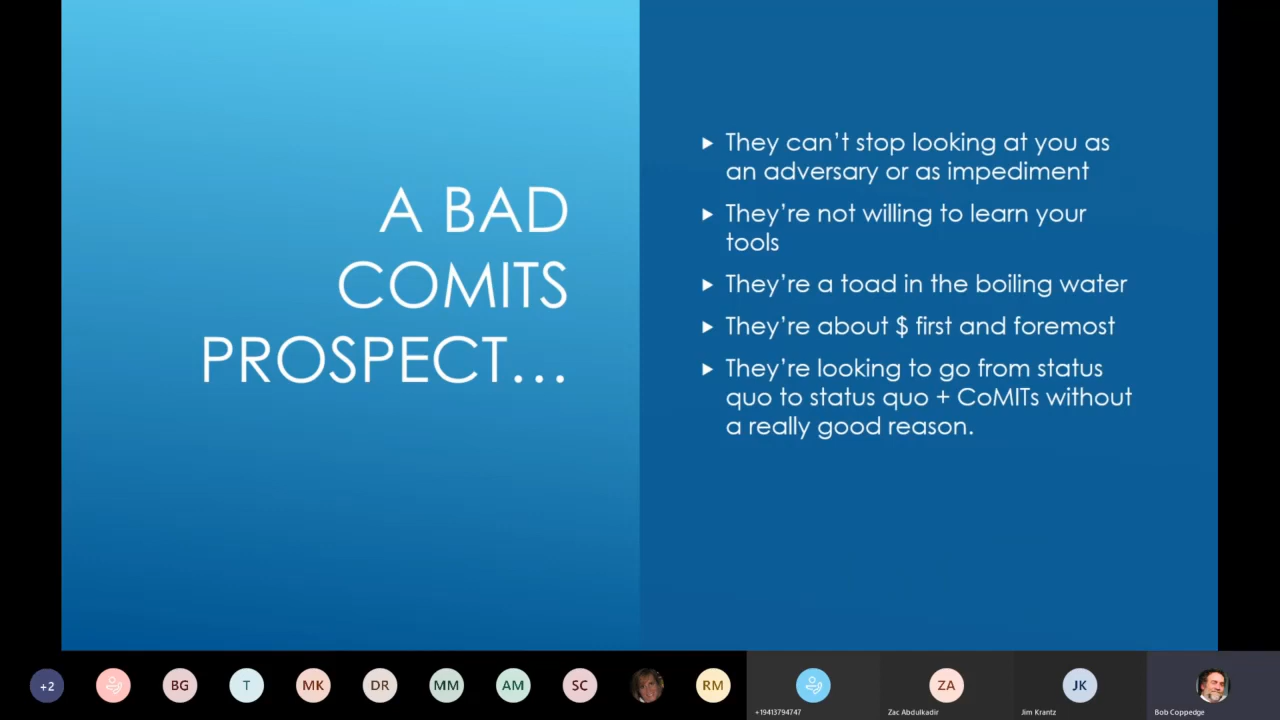 A BAD
COMITS
PROSPECT...
They can't stop looking at you as
an adversary or as impediment
They're not willing to learn your
tools
They're a toad in the boiling water
They're about $ first and foremost
They're looking to go from status
quo to status quo + CoMITs without
a really good reason.
+2
BG
T
MK
DR
MM
AM
SC
RM
ZA
JK
+19413794747
Zac Abdulkadir
Jim Krantz
Bob Coppedge